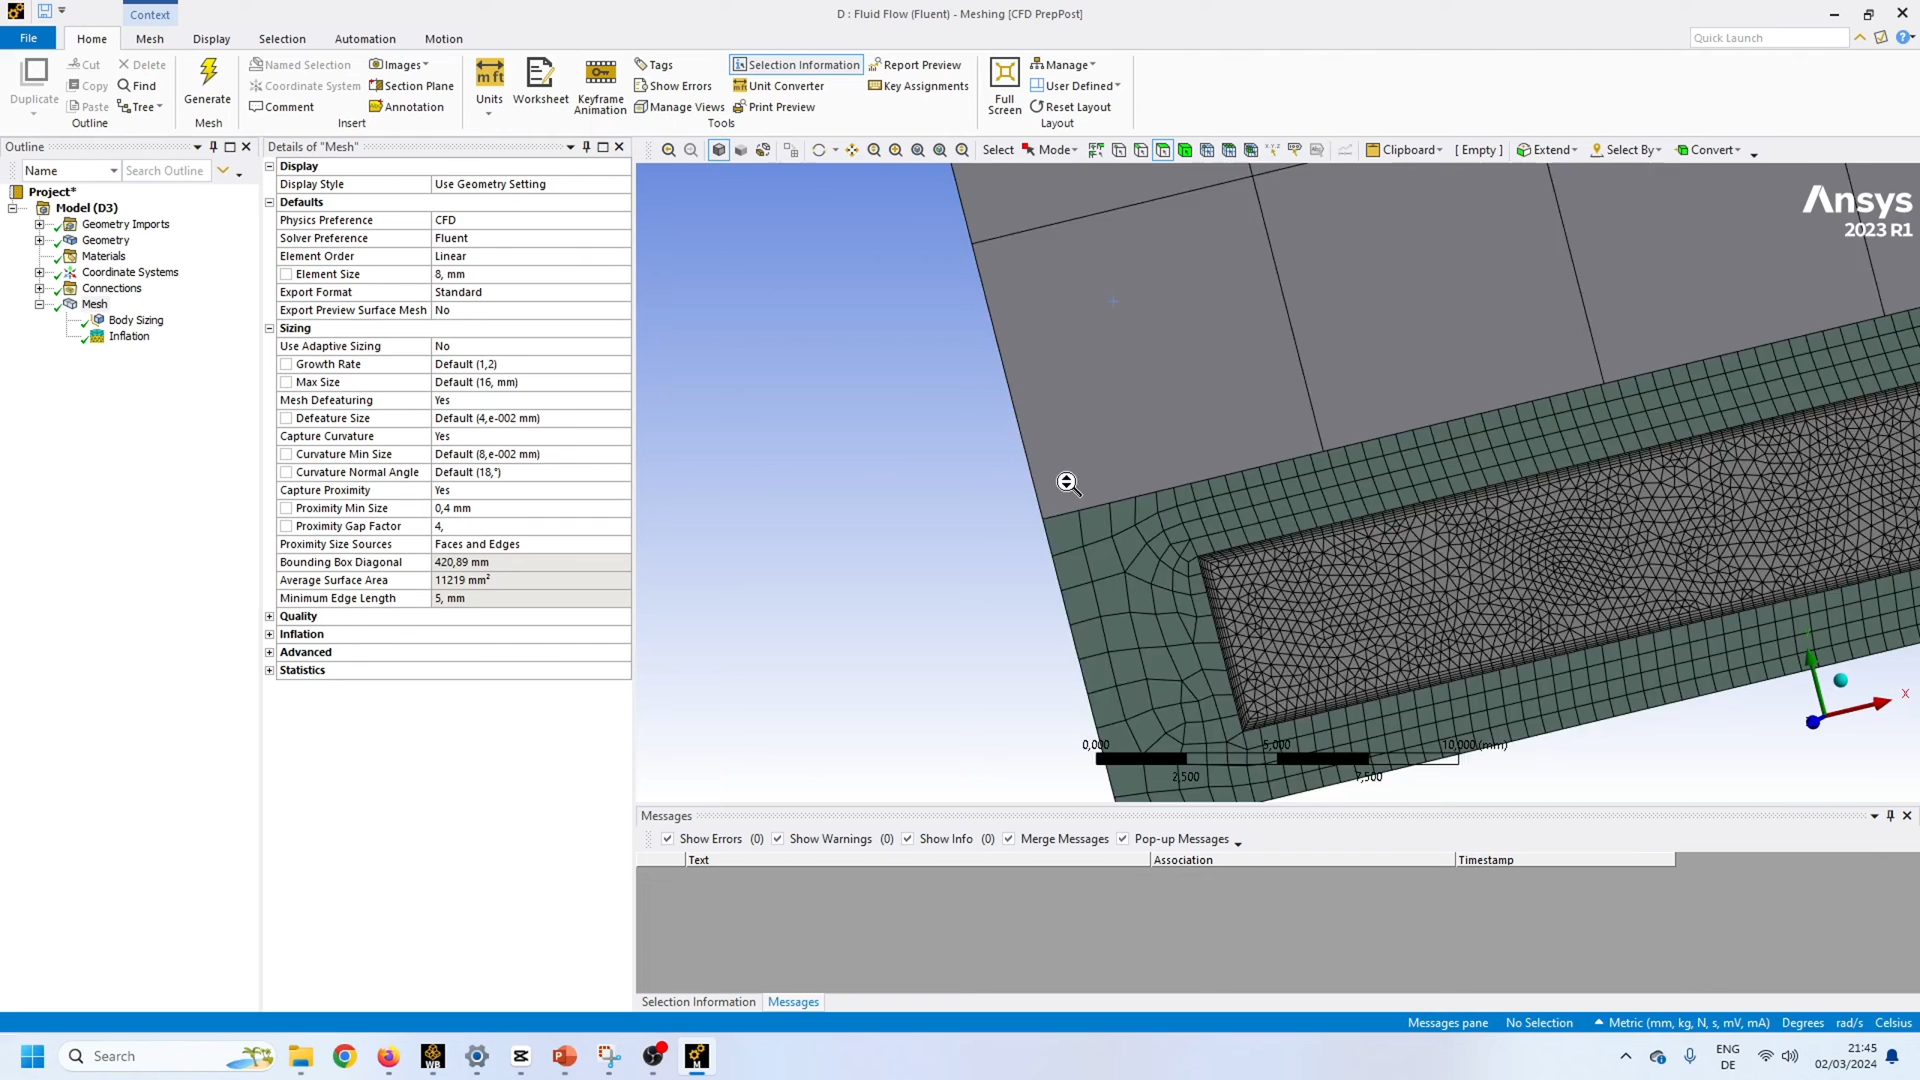 Context
D : Fluid Flow (Fluent) - Meshing [CFD PrepPost]
File
Home
Mesh
Display
Selection
Automation
Motion
Quick Launch
Duplicate
Cut
Delete
Copy
Find
Paste
Tree
Outline
Generate
Mesh
Named Selection
Coordinate System
Comment
Images
Section Plane
Annotation
Insert
Units
Worksheet
Keyframe
Animation
Tags
Show Errors
Manage Views
Selection Information
Unit Converter
Print Preview
Report Preview
Key Assignments
Tools
Full
Screen
Manage
User Defined
Reset Layout
Layout
Outline
Name
Search Outline
Project*
Model (D3)
Geometry Imports
Geometry
Materials
Coordinate Systems
Connections
Mesh
Body Sizing
Inflation
Details of "Mesh"
Display
Display Style Use Geometry Setting
Defaults
Physics Preference CFD
Solver Preference Fluent
Element Order Linear
Element Size 8, mm
Export Format Standard
Export Preview Surface Mesh No
Sizing
Use Adaptive Sizing No
Growth Rate Default (1,2)
Max Size Default (16, mm)
Mesh Defeaturing Yes
Defeature Size Default (4,e-002 mm)
Capture Curvature Yes
Curvature Min Size Default (8,e-002 mm)
Curvature Normal Angle Default (18,°)
Capture Proximity Yes
Proximity Min Size 0,4 mm
Proximity Gap Factor 4,
Proximity Size Sources Faces and Edges
Bounding Box Diagonal 420,89 mm
Average Surface Area 11219 mm²
Minimum Edge Length 5, mm
Quality
Inflation
Advanced
Statistics
Select Mode Clipboard [ Empty ] Extend Select By Convert
Ansys
2023 R1
X
0,000 5,000 10,000 (mm)
2,500 7,500
Messages
Show Errors (0) Show Warnings (0) Show Info (0) Merge Messages Pop-up Messages
Text Association Timestamp
Selection Information Messages
Messages pane No Selection Metric (mm, kg, N, s, mV, mA) Degrees rad/s Celsius
Search
WB
M
ENG
DE
21:45
02/03/2024